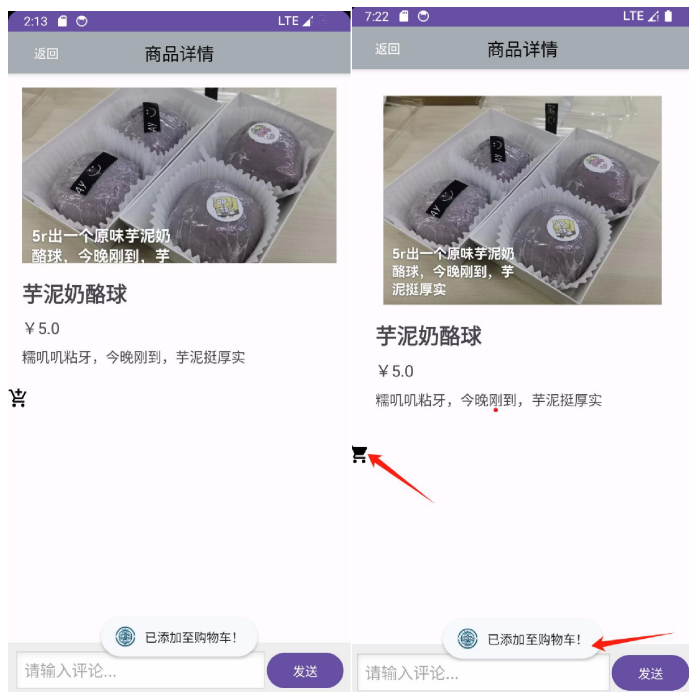 2:13
LTE
返回
商品详情
5r出一个原味芋泥奶
酪球，今晚刚到，芋
芋泥奶酪球
￥5.0
糯叽叽粘牙，今晚刚到，芋泥挺厚实
已添加至购物车！
请输入评论...
发送
7:22
LTE
返回
商品详情
5r出一个原味芋泥奶
酪球，今晚刚到，芋
泥挺厚实
芋泥奶酪球
￥5.0
糯叽叽粘牙，今晚刚到，芋泥挺厚实
已添加至购物车！
请输入评论...
发送